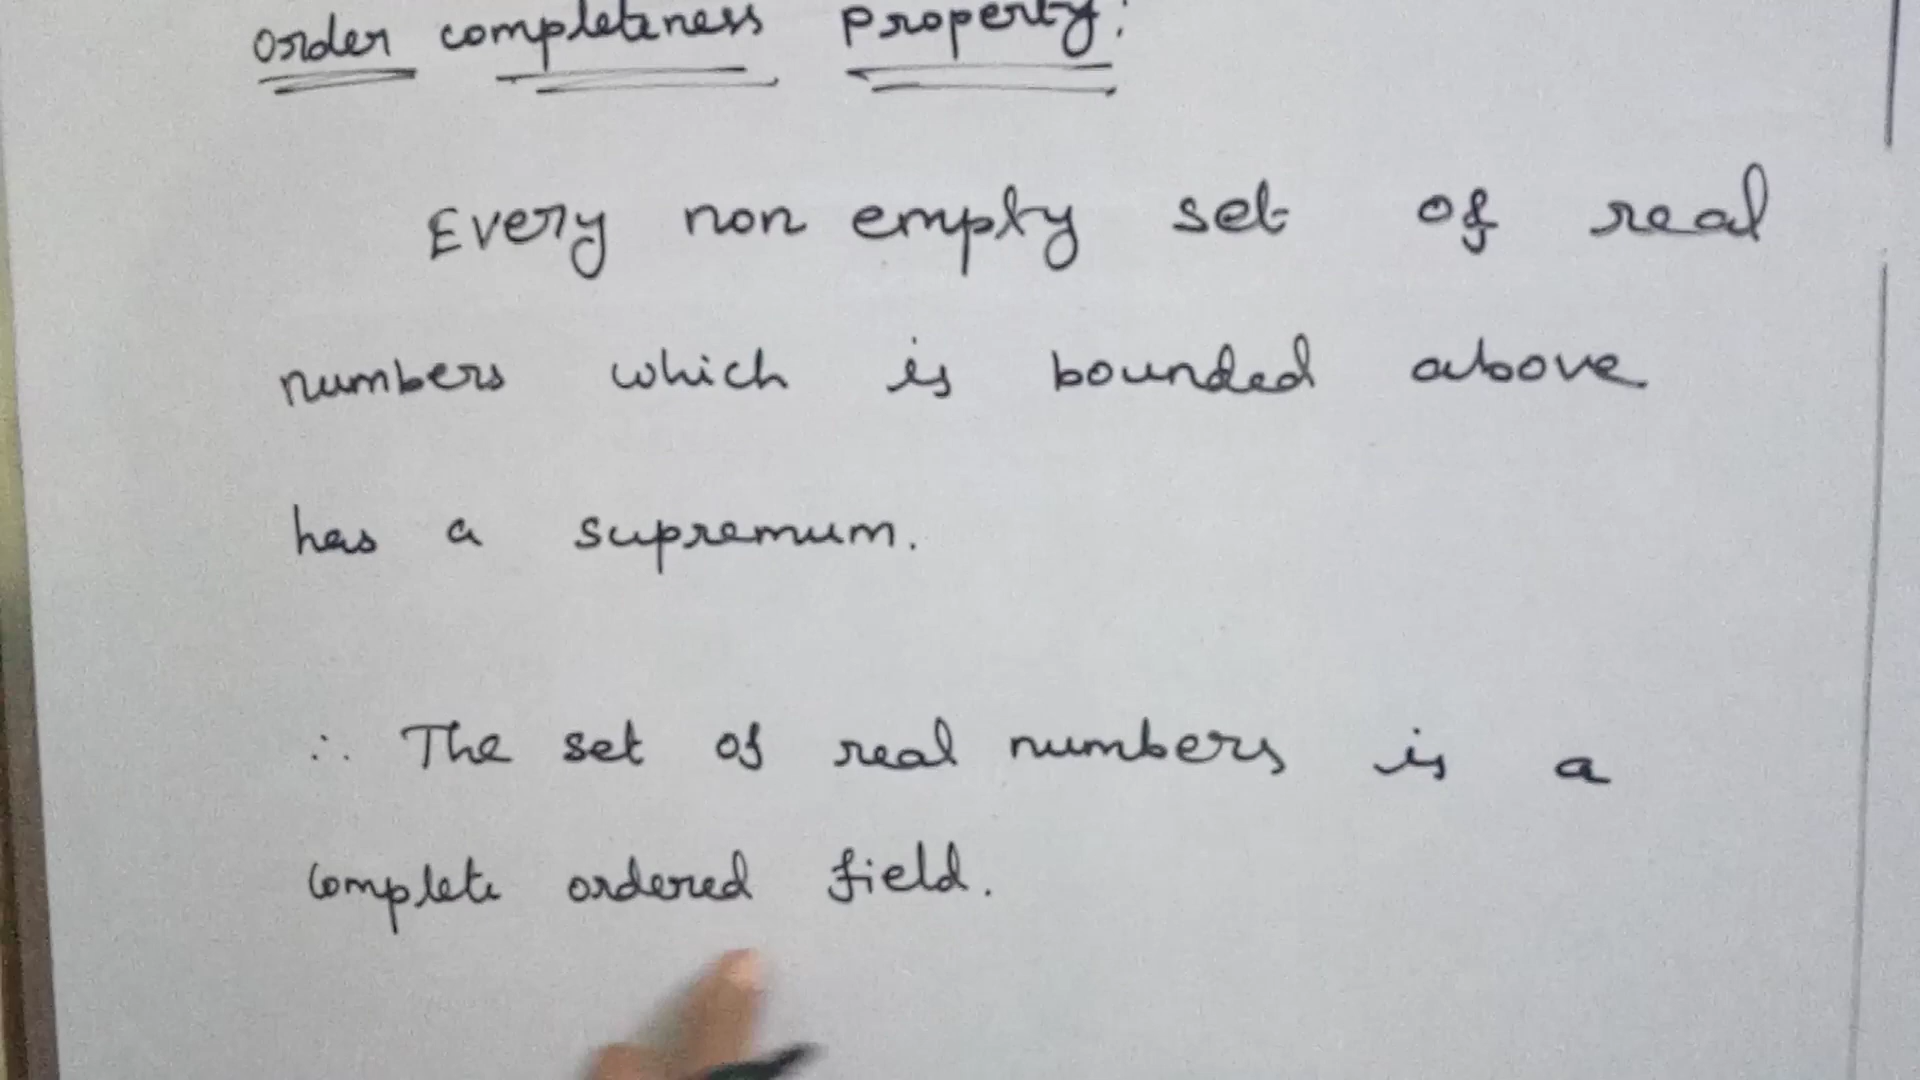 Order completeness Property:
Every non empty set of real
numbers which is bounded above
has a supremum.
∴ The set of real numbers is a
complete ordered field.